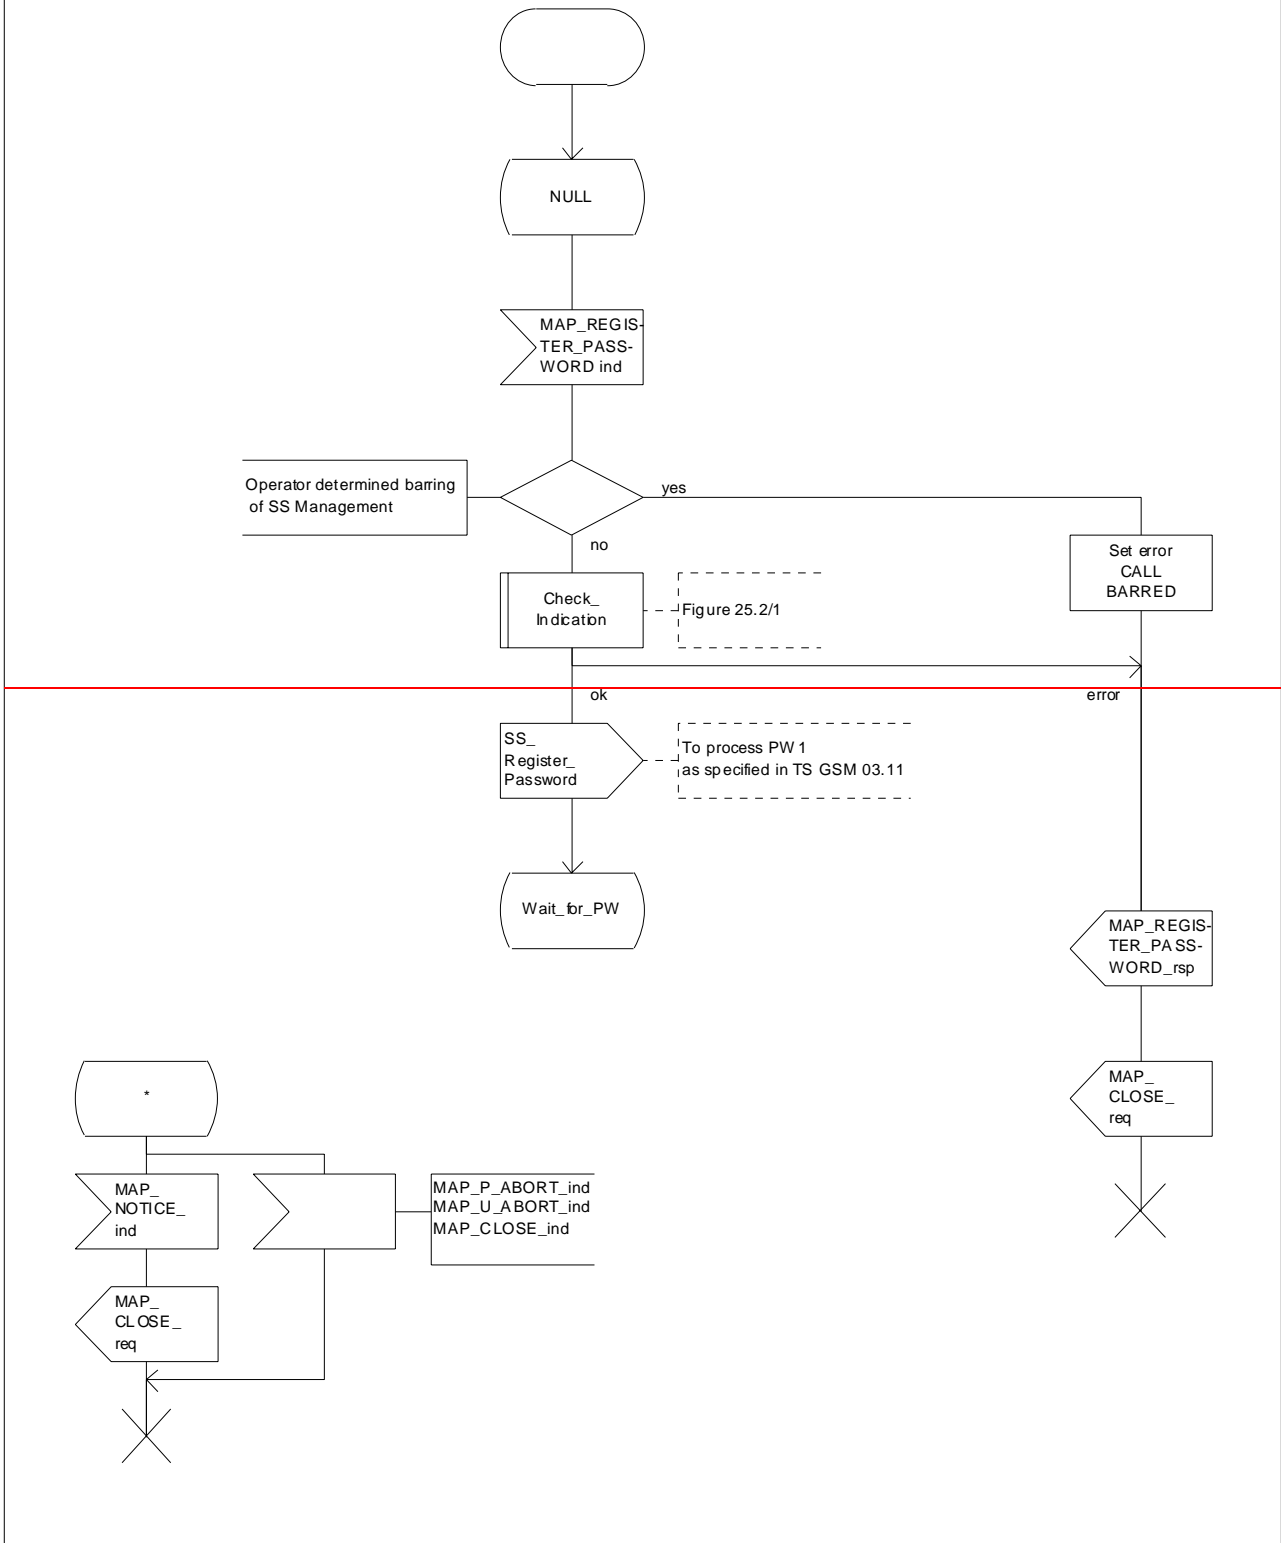 NULL
MAP_REGIS-
TER_PASS-
WORD ind
Operator determined barring
of SS Management
yes
no
Set error
CALL
BARRED
Check_
Indication
Figure 25.2/1
ok
error
SS_
Register_
Password
To process PW1
as specified in TS GSM 03.11
Wait_for_PW
MAP_REGIS-
TER_PASS-
WORD_rsp
MAP_
CLOSE_
req
*
MAP_
NOTICE_
ind
MAP_P_ABORT_ind
MAP_U_ABORT_ind
MAP_CLOSE_ind
MAP_
CLOSE_
req